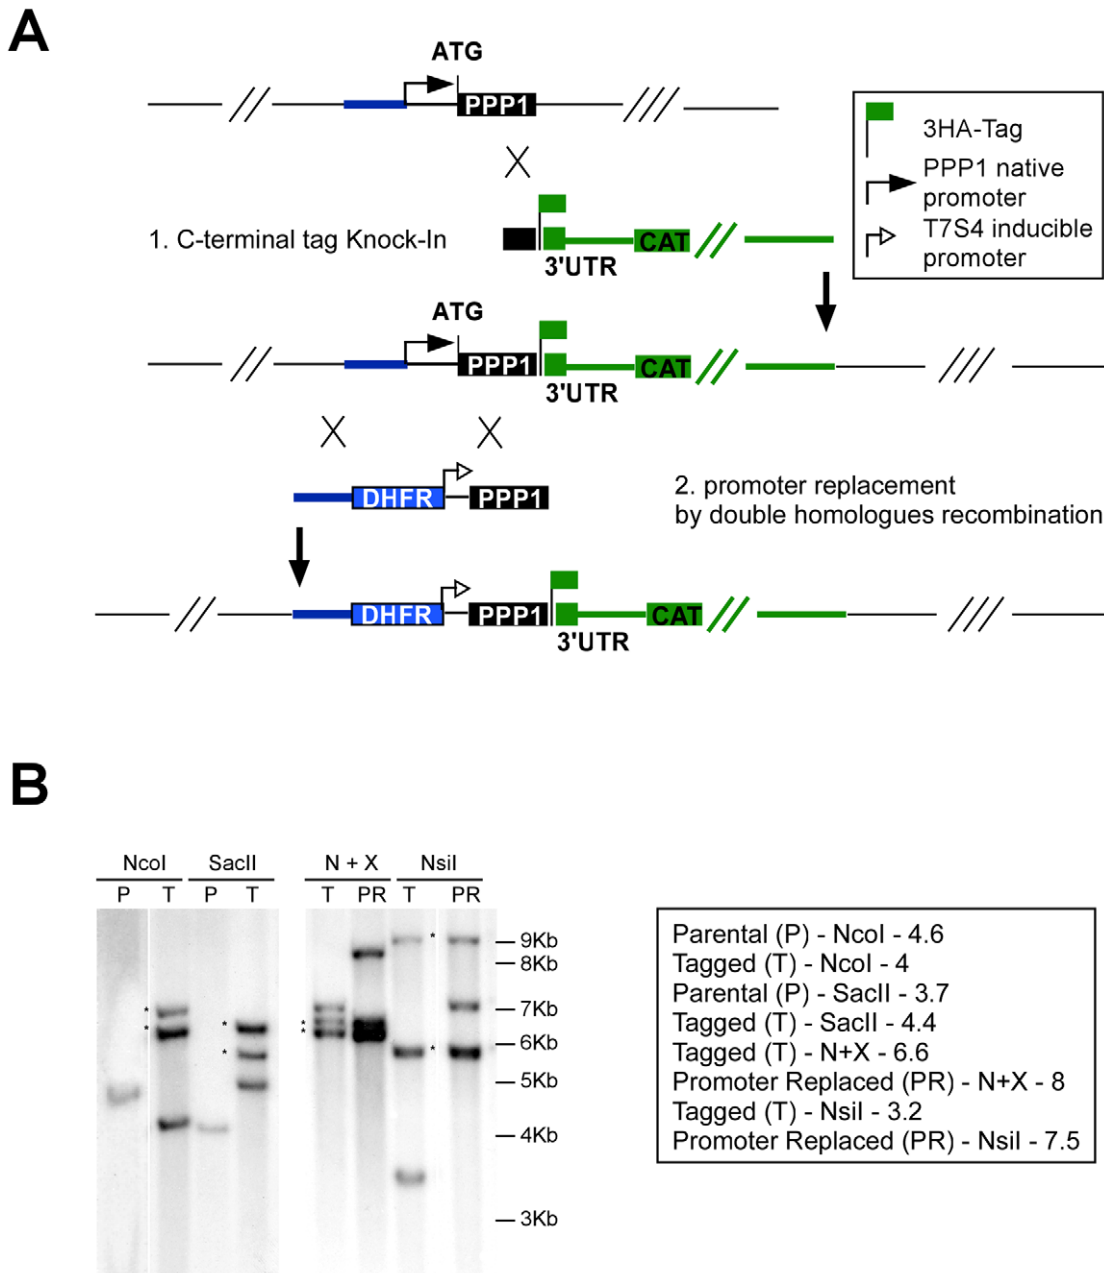 A
ATG
PPP1
3HA-Tag
PPP1 native
promoter
T7S4 inducible
promoter
1. C-terminal tag Knock-In
CAT
3'UTR
ATG
PPP1
CAT
3'UTR
DHFR
PPP1
2. promoter replacement
by double homologues recombination
DHFR
PPP1
CAT
3'UTR
B
NcoI SacII N + X NsiI
P T P T T PR T PR
* * * * * * * *
9Kb
8Kb
7Kb
6Kb
5Kb
4Kb
3Kb
Parental (P) - NcoI - 4.6
Tagged (T) - NcoI - 4
Parental (P) - SacII - 3.7
Tagged (T) - SacII - 4.4
Tagged (T) - N+X - 6.6
Promoter Replaced (PR) - N+X - 8
Tagged (T) - NsiI - 3.2
Promoter Replaced (PR) - NsiI - 7.5